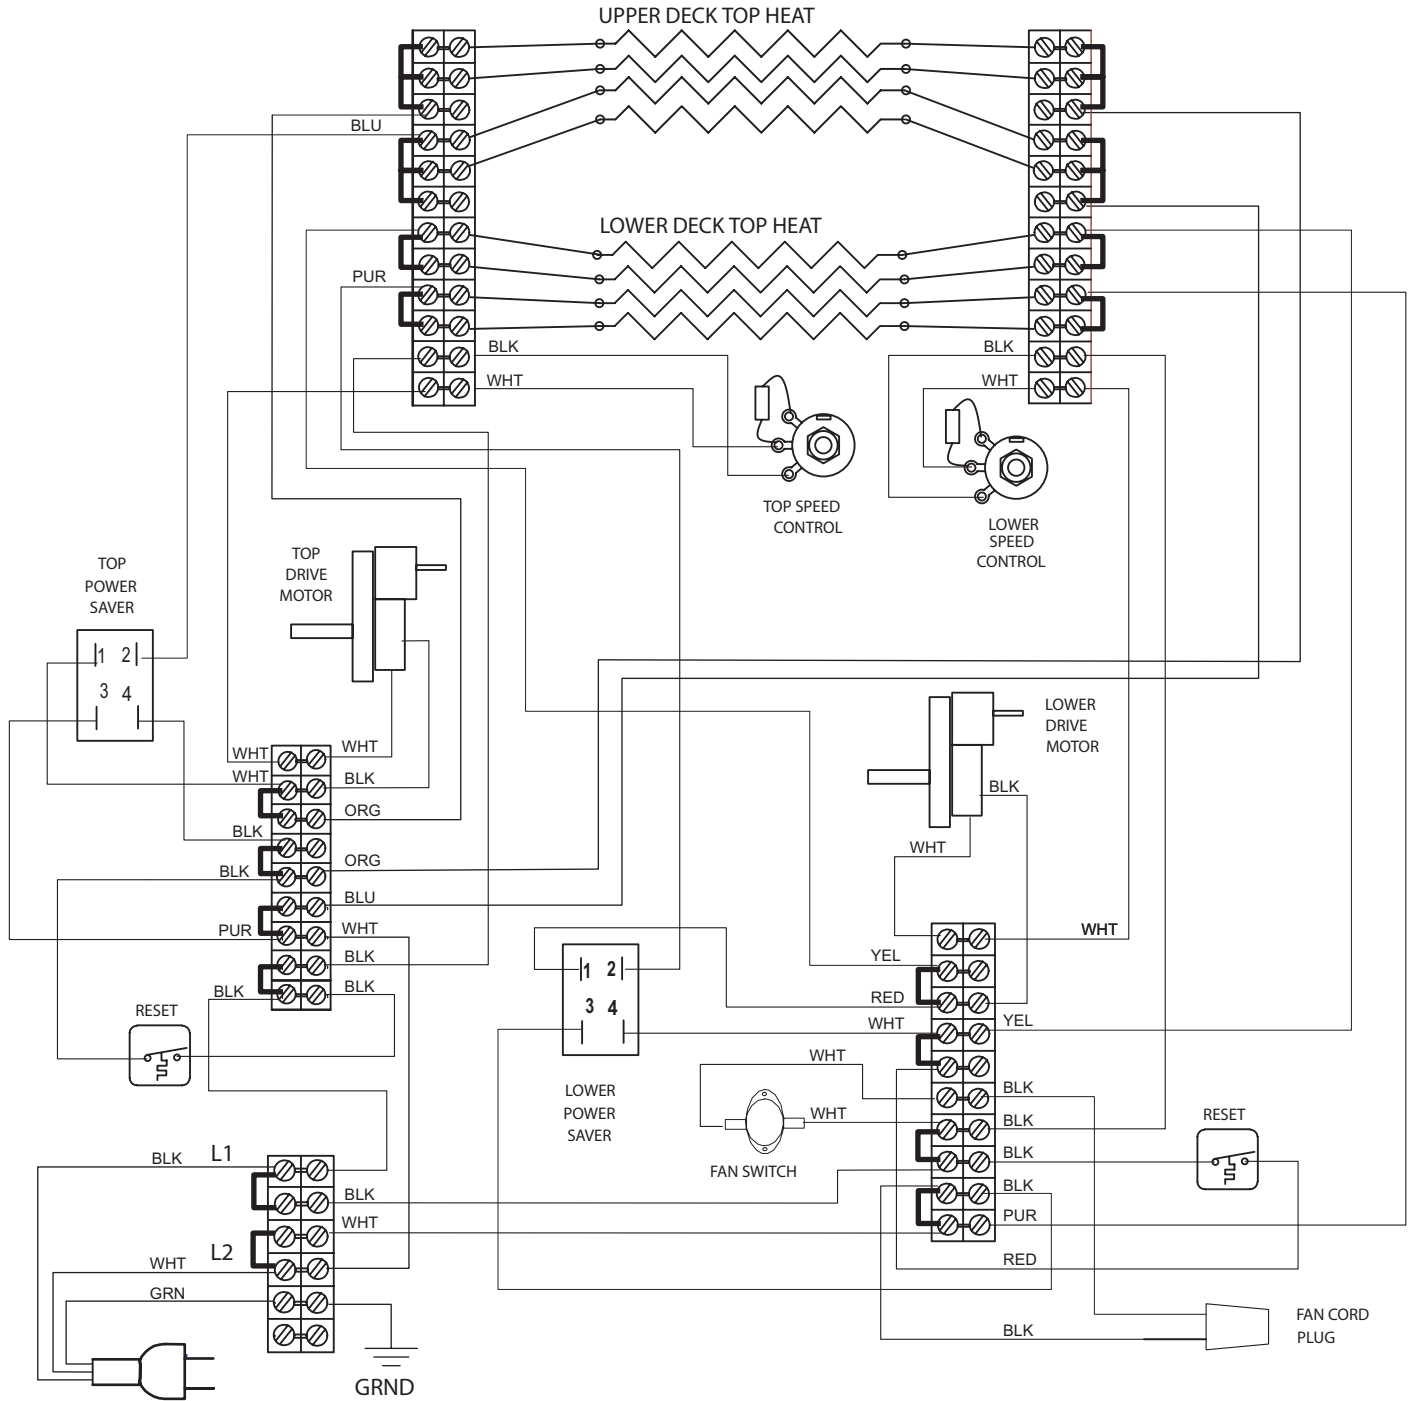 UPPER DECK TOP HEAT
BLU
LOWER DECK TOP HEAT
PUR
BLK
BLK
WHT
WHT
TOP SPEED
CONTROL
LOWER
SPEED
CONTROL
TOP
DRIVE
MOTOR
TOP
POWER
SAVER
1 2
3 4
LOWER
DRIVE
MOTOR
WHT
WHT
WHT
BLK
BLK
ORG
BLK
WHT
BLK
ORG
BLK
BLU
PUR
WHT
WHT
BLK
YEL
1 2
BLK
BLK
RED
3 4
RESET
WHT
YEL
WHT
LOWER
POWER
SAVER
BLK
WHT
BLK
RESET
L1
BLK
BLK
FAN SWITCH
BLK
BLK
WHT
PUR
L2
WHT
RED
GRN
BLK
FAN CORD
PLUG
GRND